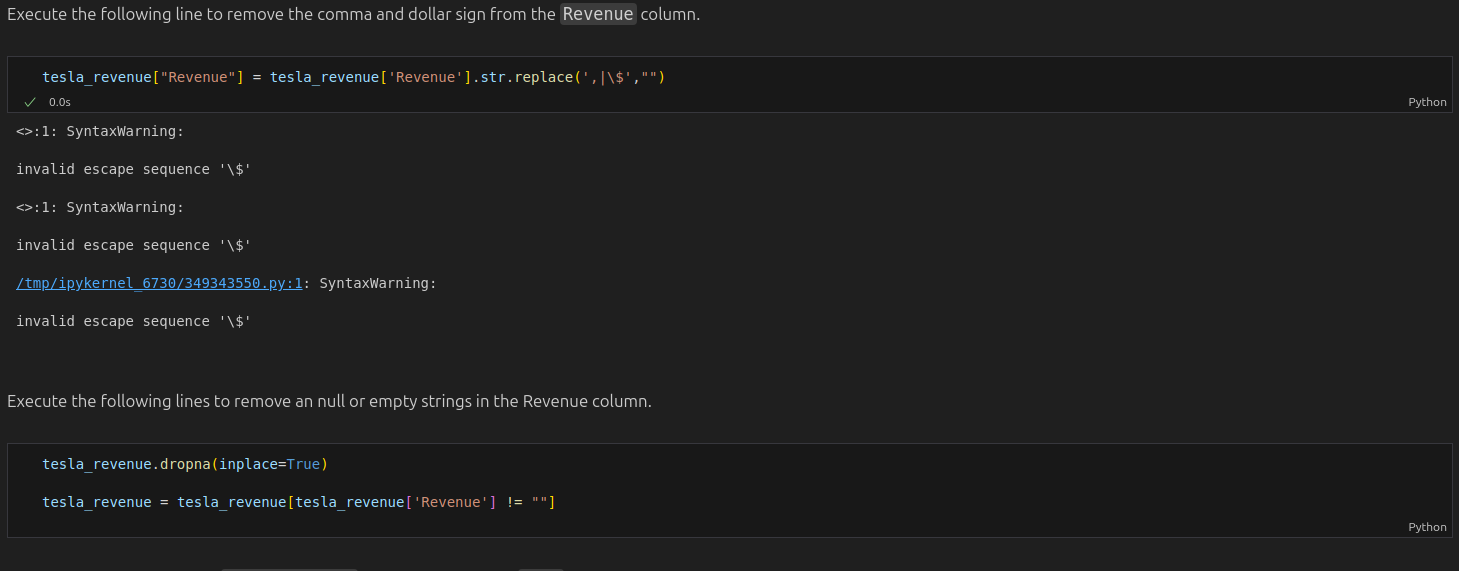 Execute the following line to remove the comma and dollar sign from the Revenue column.
tesla_revenue["Revenue"] = tesla_revenue['Revenue'].str.replace(',|\$',"")
✓ 0.0s
Python
<>:1: SyntaxWarning:
invalid escape sequence '\$'
<>:1: SyntaxWarning:
invalid escape sequence '\$'
/tmp/ipykernel_6730/349343550.py:1: SyntaxWarning:
invalid escape sequence '\$'
Execute the following lines to remove an null or empty strings in the Revenue column.
tesla_revenue.dropna(inplace=True)
tesla_revenue = tesla_revenue[tesla_revenue['Revenue'] != ""]
Python